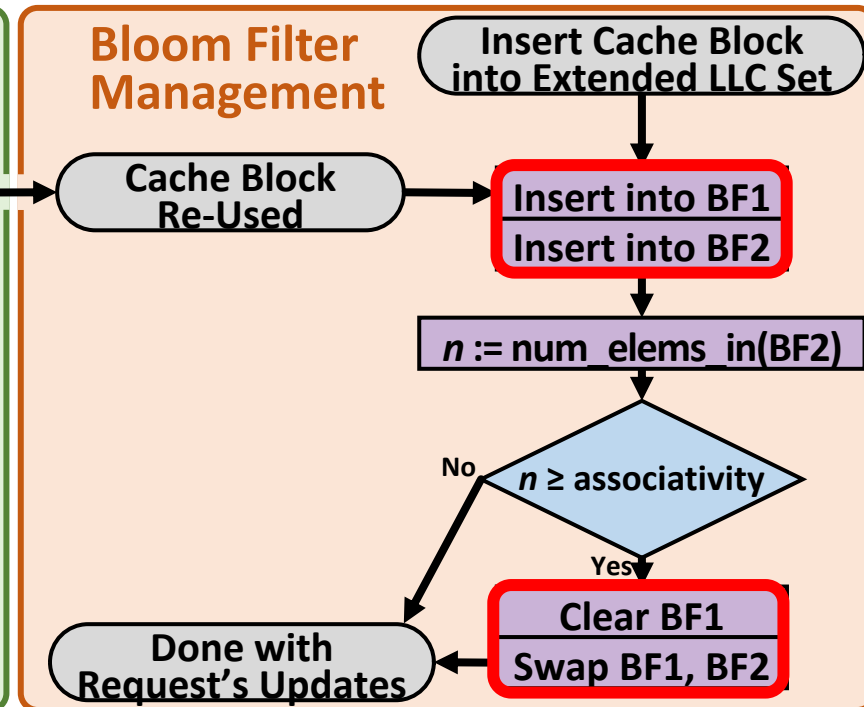 Bloom Filter
Management
Insert Cache Block
into Extended LLC Set
Cache Block
Re-Used
Insert into BF1
Insert into BF2
n := num_elems_in(BF2)
No
n ≥ associativity
Yes
Clear BF1
Swap BF1, BF2
Done with
Request's Updates